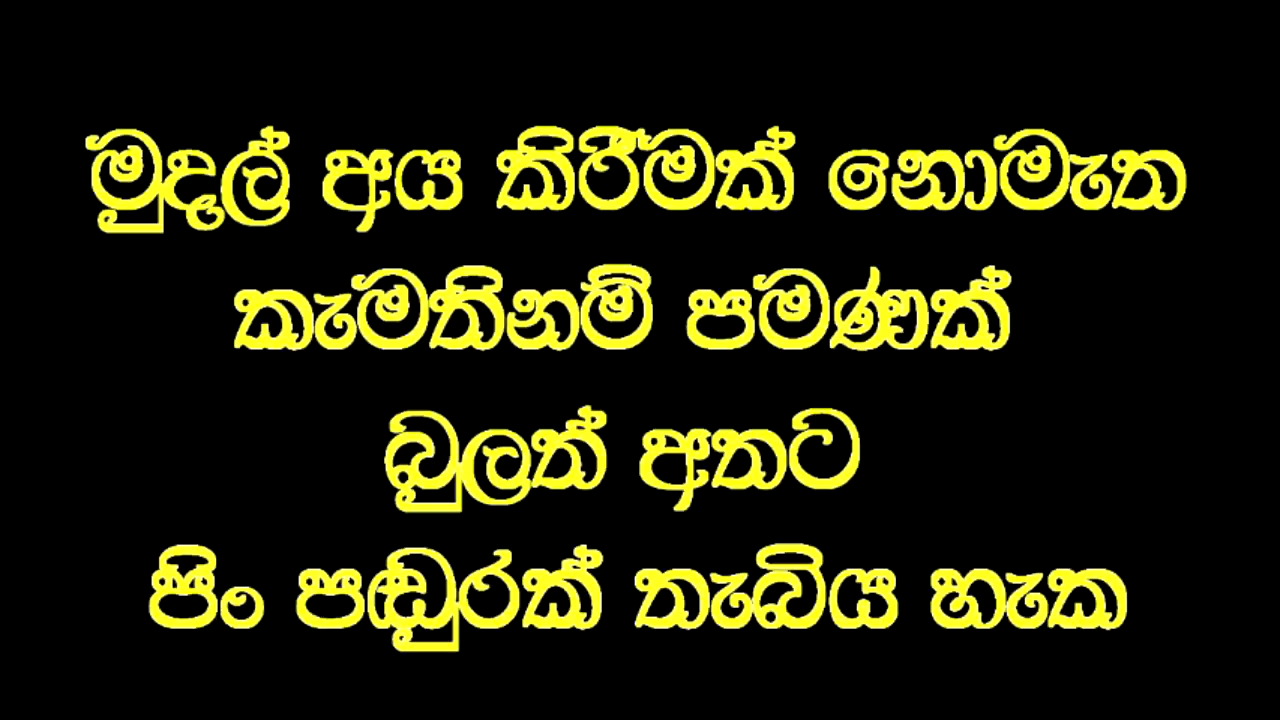 මුදල් අය කිරීමක් නොමැත
කැමතිනම් පමණක්
බුලත් අතට
පිං පඬුරක් තැබිය හැක